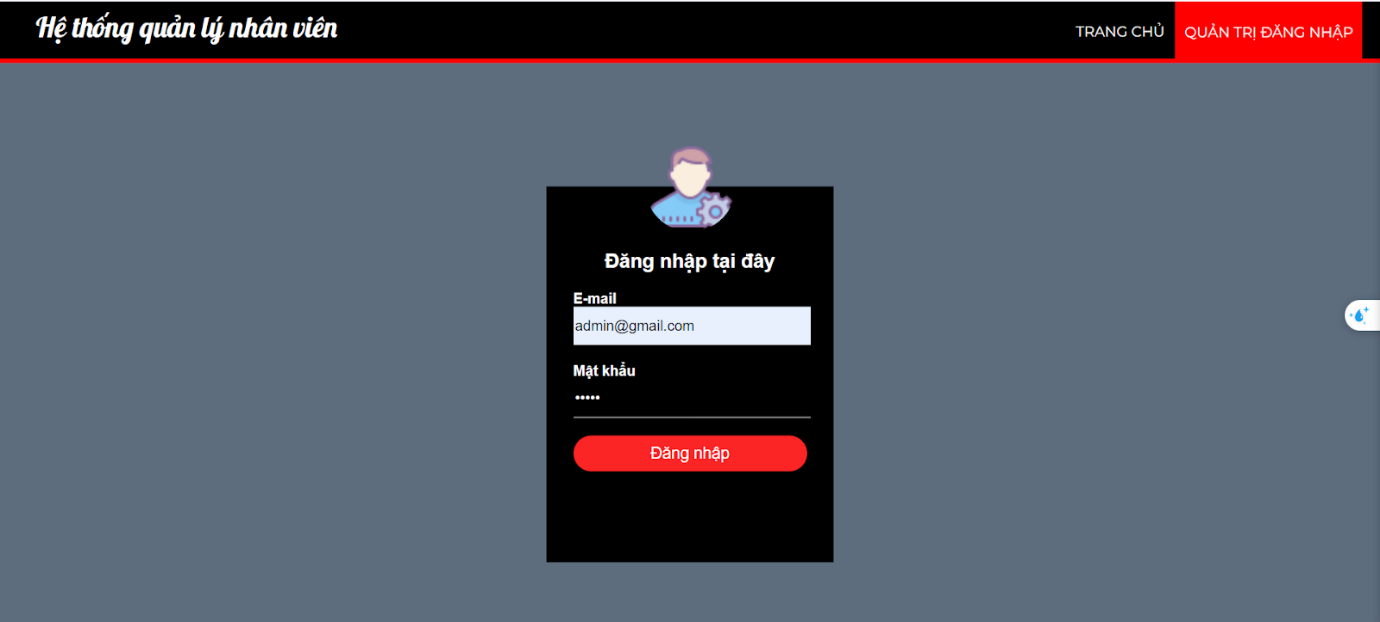 Hệ thống quản lý nhân viên
TRANG CHỦ
QUẢN TRỊ ĐĂNG NHẬP
Đăng nhập tại đây
E-mail
admin@gmail.com
Mật khẩu
•••••
Đăng nhập